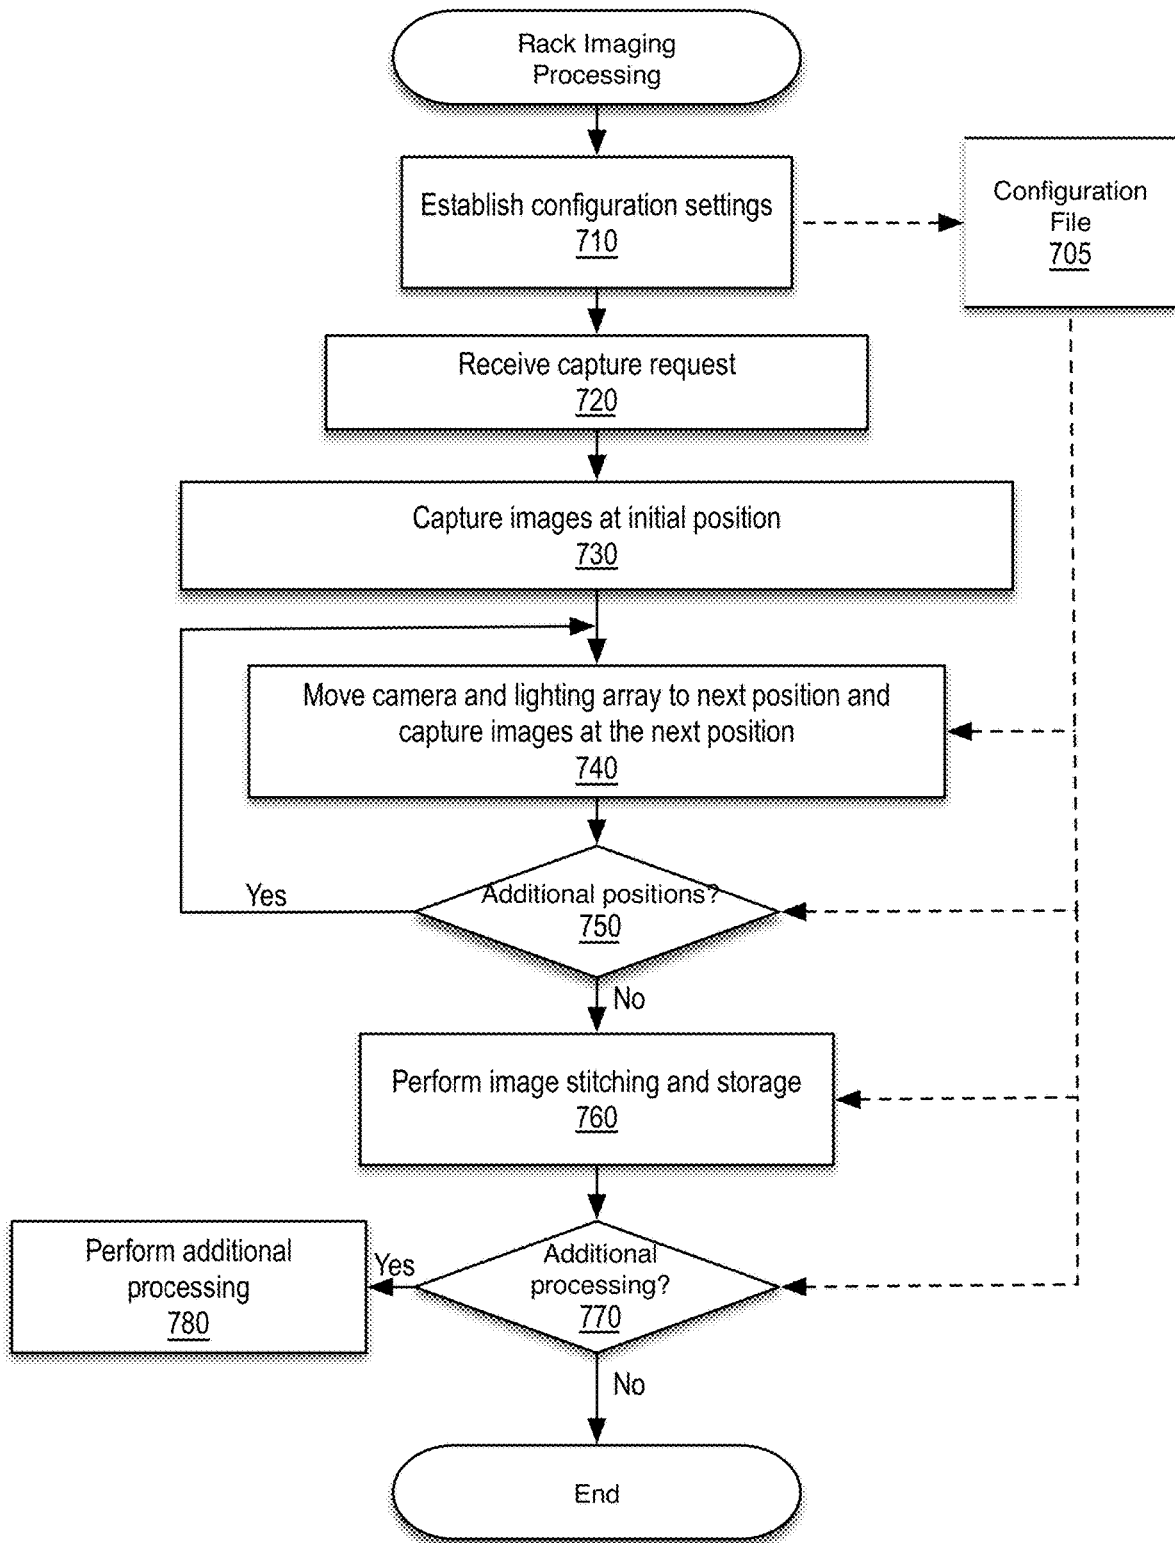 Rack Imaging
Processing
Establish configuration settings
710
Configuration
File
705
Receive capture request
720
Capture images at initial position
730
Move camera and lighting array to next position and
capture images at the next position
740
Additional positions?
750
Yes
No
Perform image stitching and storage
760
Additional
processing?
770
Yes
Perform additional
processing
780
No
End